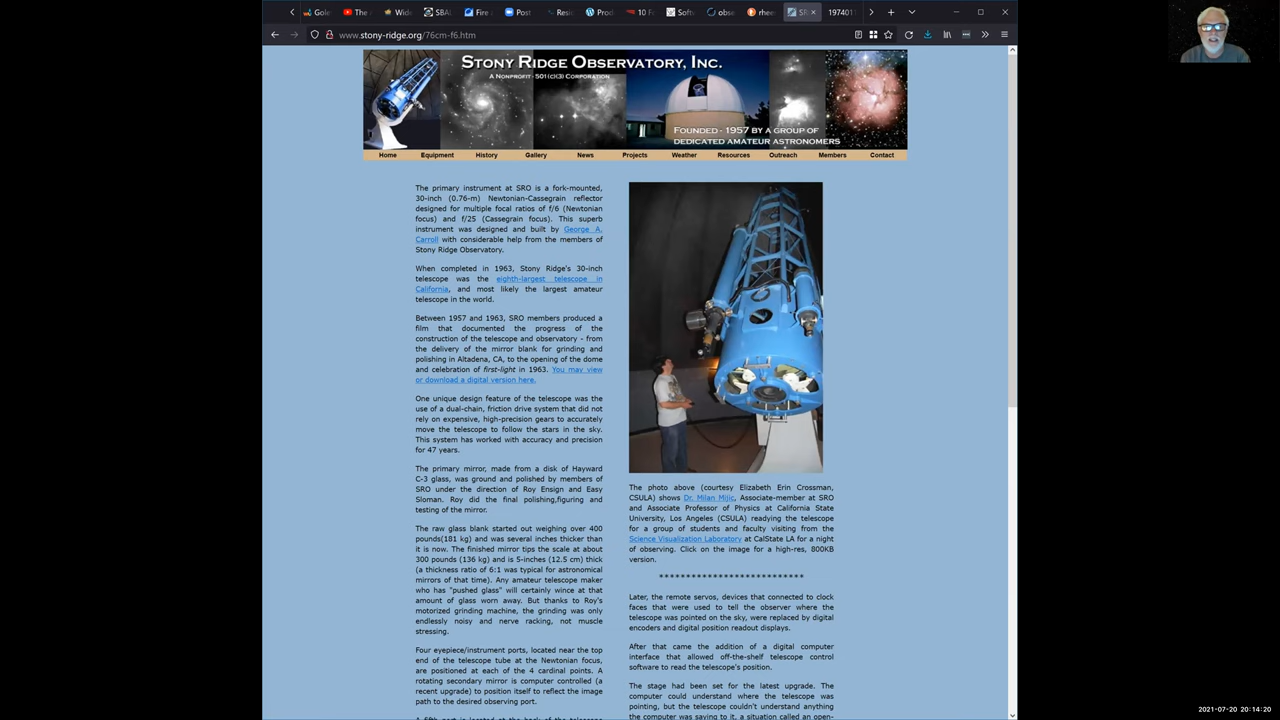 Gole
The A
Wide
SBAU
Fire a
Post
Resid
Prod
10 Fo
Softw
obse
rhee
SR
197401
www.stony-ridge.org/76cm-f6.htm
STONY RIDGE OBSERVATORY, INC.
A NONPROFIT - 501(C)(3) CORPORATION
FOUNDED - 1957 BY A GROUP OF
DEDICATED AMATEUR ASTRONOMERS
Home Equipment History Gallery News Projects Weather Resources Outreach Members Contact
The primary instrument at SRO is a fork-mounted,
30-inch (0.76-m) Newtonian-Cassegrain reflector
designed for multiple focal ratios of f/6 (Newtonian
focus) and f/25 (Cassegrain focus). This superb
instrument was designed and built by George A.
Carroll with considerable help from the members of
Stony Ridge Observatory.
When completed in 1963, Stony Ridge's 30-inch
telescope was the eighth-largest telescope in
California, and most likely the largest amateur
telescope in the world.
Between 1957 and 1963, SRO members produced a
film that documented the progress of the
construction of the telescope and observatory - from
the delivery of the mirror blank for grinding and
polishing in Altadena, CA, to the opening of the dome
and celebration of first-light in 1963. You may view
or download a digital version here.
One unique design feature of the telescope was the
use of a dual-chain, friction drive system that did not
rely on expensive, high-precision gears to accurately
move the telescope to follow the stars in the sky.
This system has worked with accuracy and precision
for 47 years.
The primary mirror, made from a disk of Hayward
C-3 glass, was ground and polished by members of
SRO under the direction of Roy Ensign and Easy
Sloman. Roy did the final polishing,figuring and
testing of the mirror.
The raw glass blank started out weighing over 400
pounds(181 kg) and was several inches thicker than
it is now. The finished mirror tips the scale at about
300 pounds (136 kg) and is 5-inches (12.5 cm) thick
(a thickness ratio of 6:1 was typical for astronomical
mirrors of that time). Any amateur telescope maker
who has "pushed glass" will certainly wince at that
amount of glass worn away. But thanks to Roy's
motorized grinding machine, the grinding was only
endlessly noisy and nerve racking, not muscle
stressing.
Four eyepiece/instrument ports, located near the top
end of the telescope tube at the Newtonian focus,
are positioned at each of the 4 cardinal points. A
rotating secondary mirror is computer controlled (a
recent upgrade) to position itself to reflect the image
path to the desired observing port.
A fifth port is located at the back of the telescope
The photo above (courtesy Elizabeth Erin Crossman,
CSULA) shows Dr. Milan Mijic, Associate-member at SRO
and Associate Professor of Physics at California State
University, Los Angeles (CSULA) readying the telescope
for a group of students and faculty visiting from the
Science Visualization Laboratory at CalState LA for a night
of observing. Click on the image for a high-res, 800KB
version.
***************************
Later, the remote servos, devices that connected to clock
faces that were used to tell the observer where the
telescope was pointed on the sky, were replaced by digital
encoders and digital position readout displays.
After that came the addition of a digital computer
interface that allowed off-the-shelf telescope control
software to read the telescope's position.
The stage had been set for the latest upgrade. The
computer could understand where the telescope was
pointing, but the telescope couldn't understand anything
the computer was saying to it, a situation called an open-
2021-07-20 20:14:20